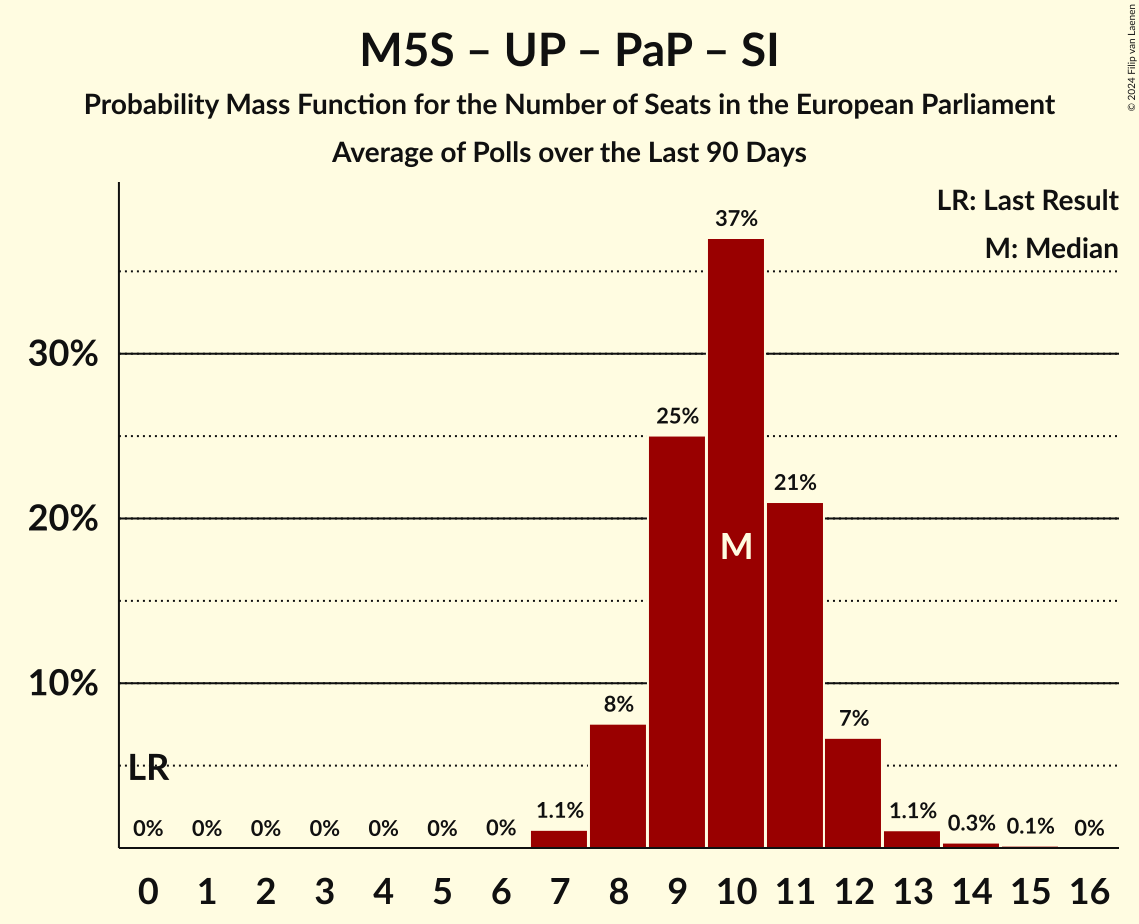 M5S – UP – PaP – SI
Probability Mass Function for the Number of Seats in the European Parliament
Average of Polls over the Last 90 Days
© 2024 Filip van Laenen
LR: Last Result
M: Median
37%
30%
25%
21%
20%
M
10%
8%
7%
LR
0% 0% 0% 0% 0% 0% 0% 1.1% 1.1% 0.3% 0.1% 0%
0 1 2 3 4 5 6 7 8 9 10 11 12 13 14 15 16